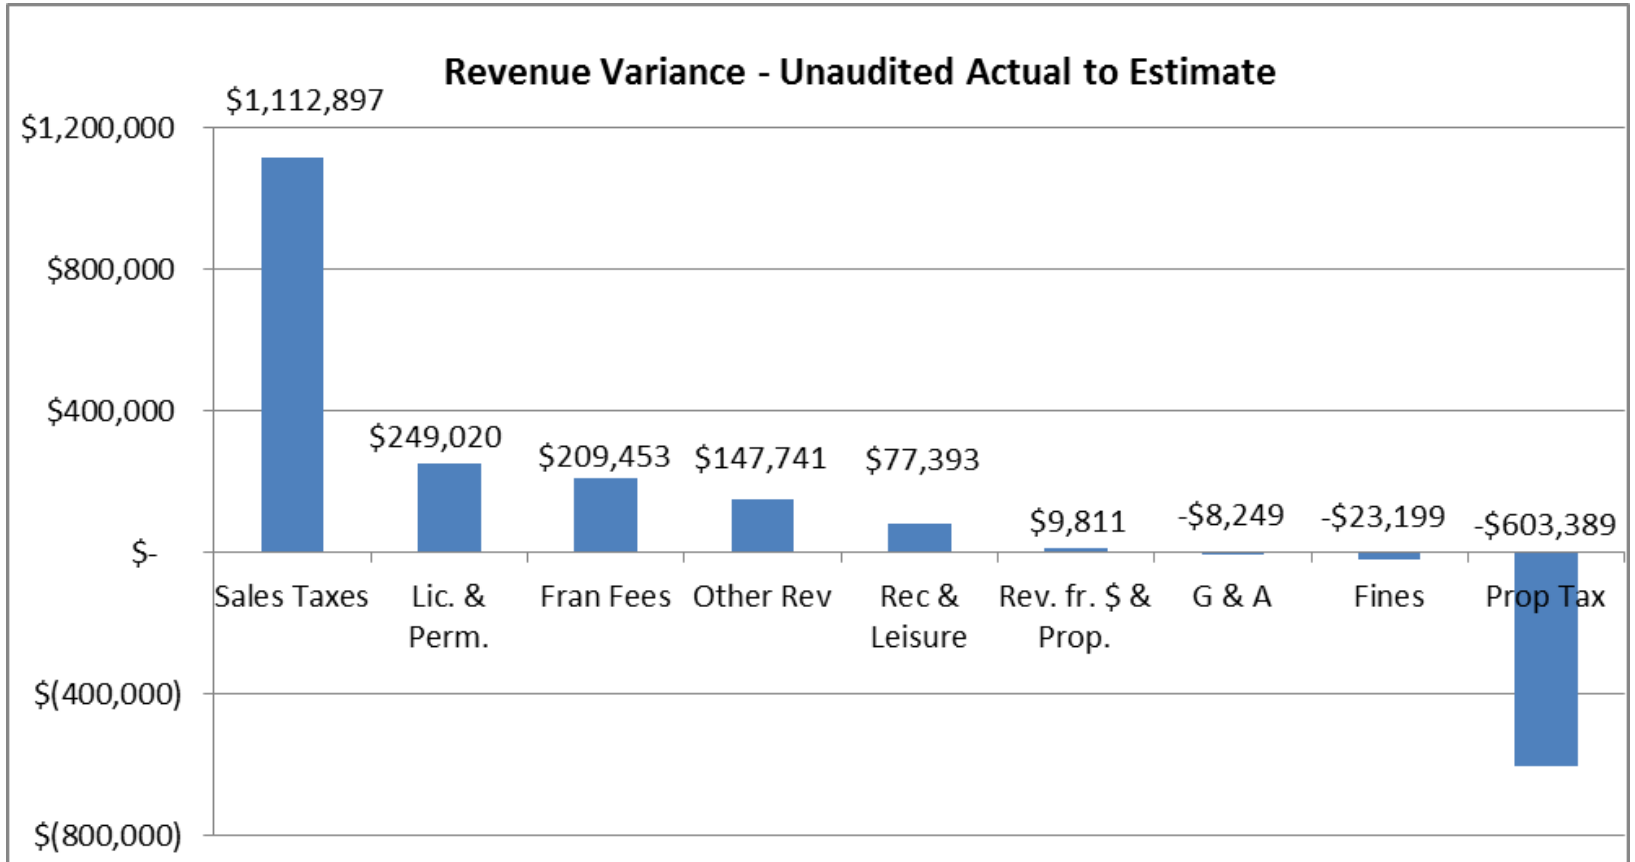 Revenue Variance - Unaudited Actual to Estimate
$1,112,897
$1,200,000
$800,000
$400,000
$249,020
$209,453
$147,741
$77,393
$9,811
-$8,249
-$23,199
-$603,389
$-
Sales Taxes
Lic. &
Perm.
Fran Fees
Other Rev
Rec &
Leisure
Rev. fr. $ &
Prop.
G & A
Fines
Prop Tax
$(400,000)
$(800,000)